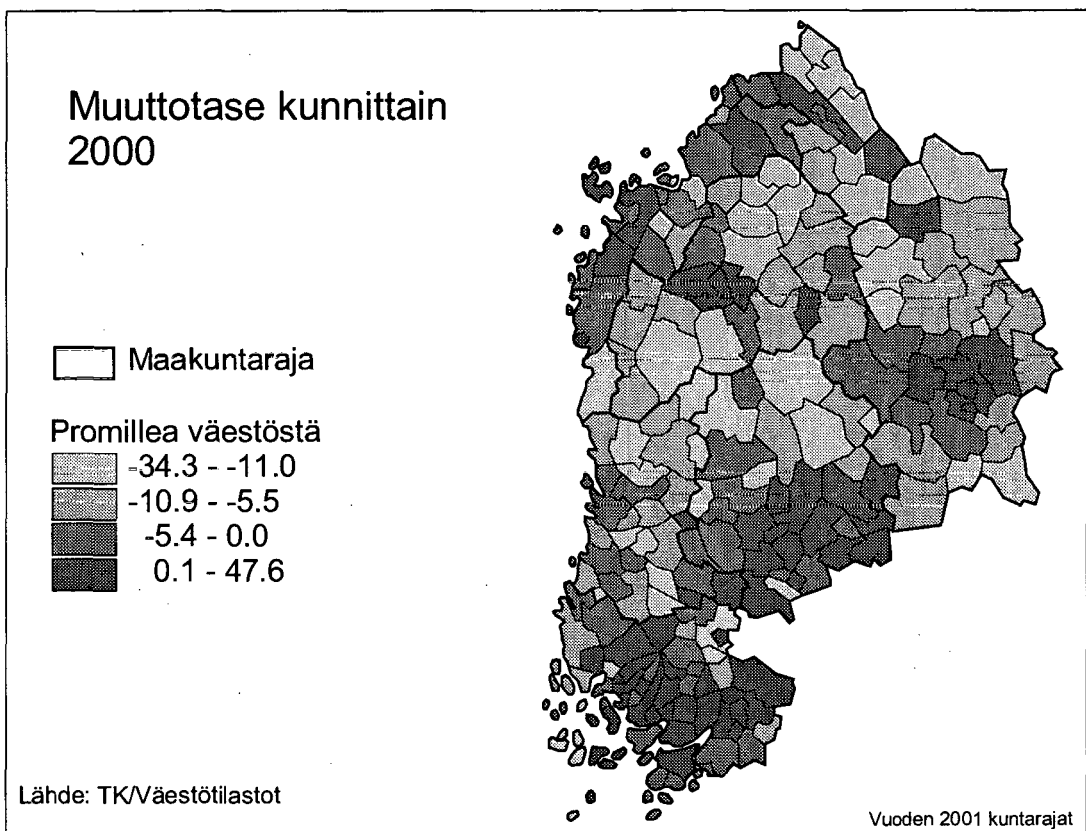 Muuttotase kunnittain
2000
Maakuntaraja
Promillea väestöstä
-34.3 - -11.0
-10.9 - -5.5
-5.4 - 0.0
0.1 - 47.6
Lähde: TK/Väestötilastot
Vuoden 2001 kuntarajat